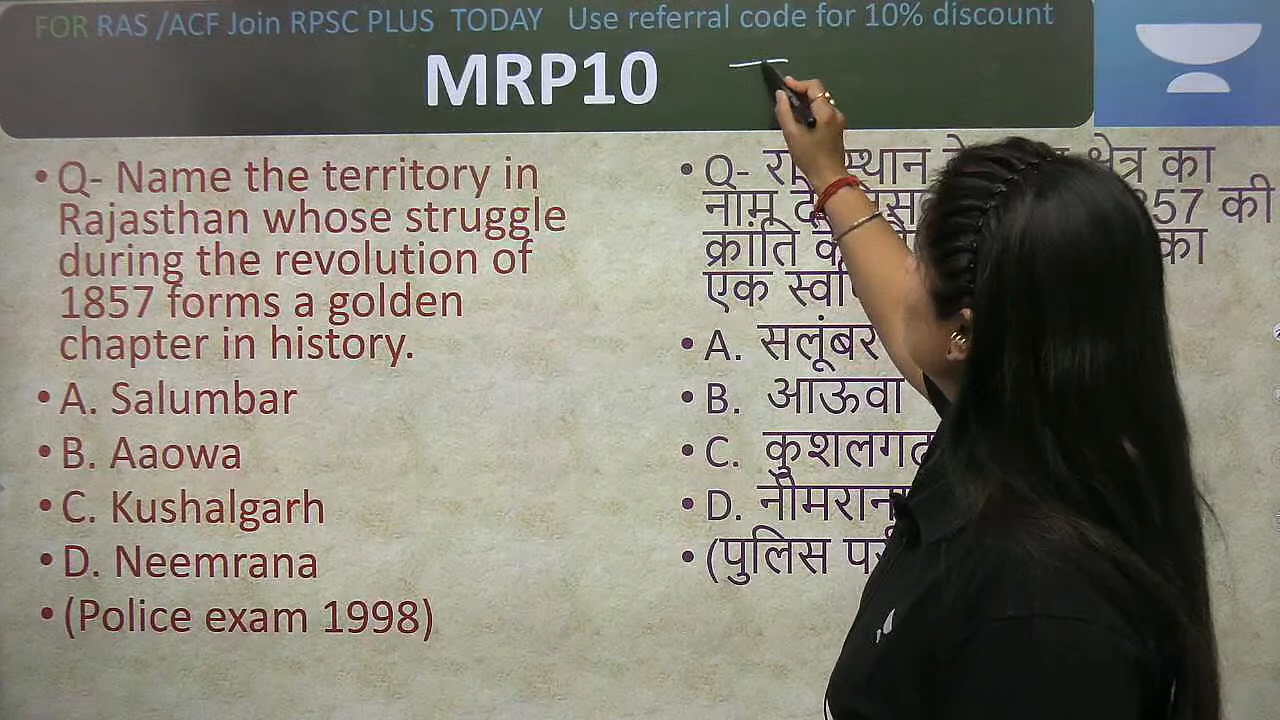 FOR RAS /ACF Join RPSC PLUS TODAY Use referral code for 10% discount
MRP10
• Q- Name the territory in
Rajasthan whose struggle
during the revolution of
1857 forms a golden
chapter in history.
• A. Salumbar
• B. Aaowa
• C. Kushalgarh
• D. Neemrana
• (Police exam 1998)
• Q- क्षेत्र का
नाम 1857 की
क्रांति का
एक
• A. सलूंबर
• B. आऊवा
• C. कुशलगढ
• D. नीमराना
• (पुलिस